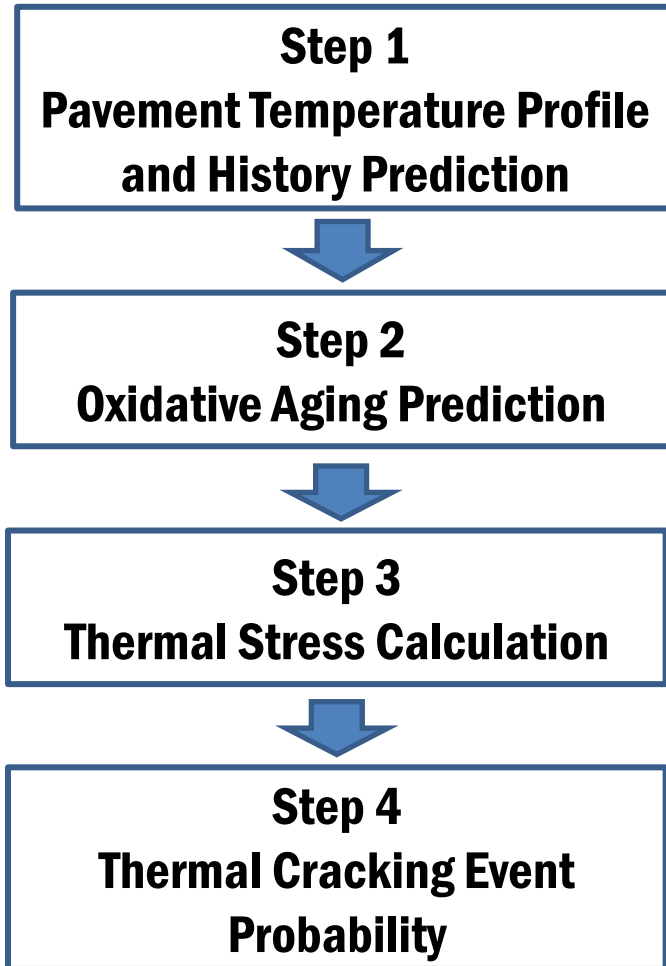 Step 1
Pavement Temperature Profile
and History Prediction
Step 2
Oxidative Aging Prediction
Step 3
Thermal Stress Calculation
Step 4
Thermal Cracking Event
Probability